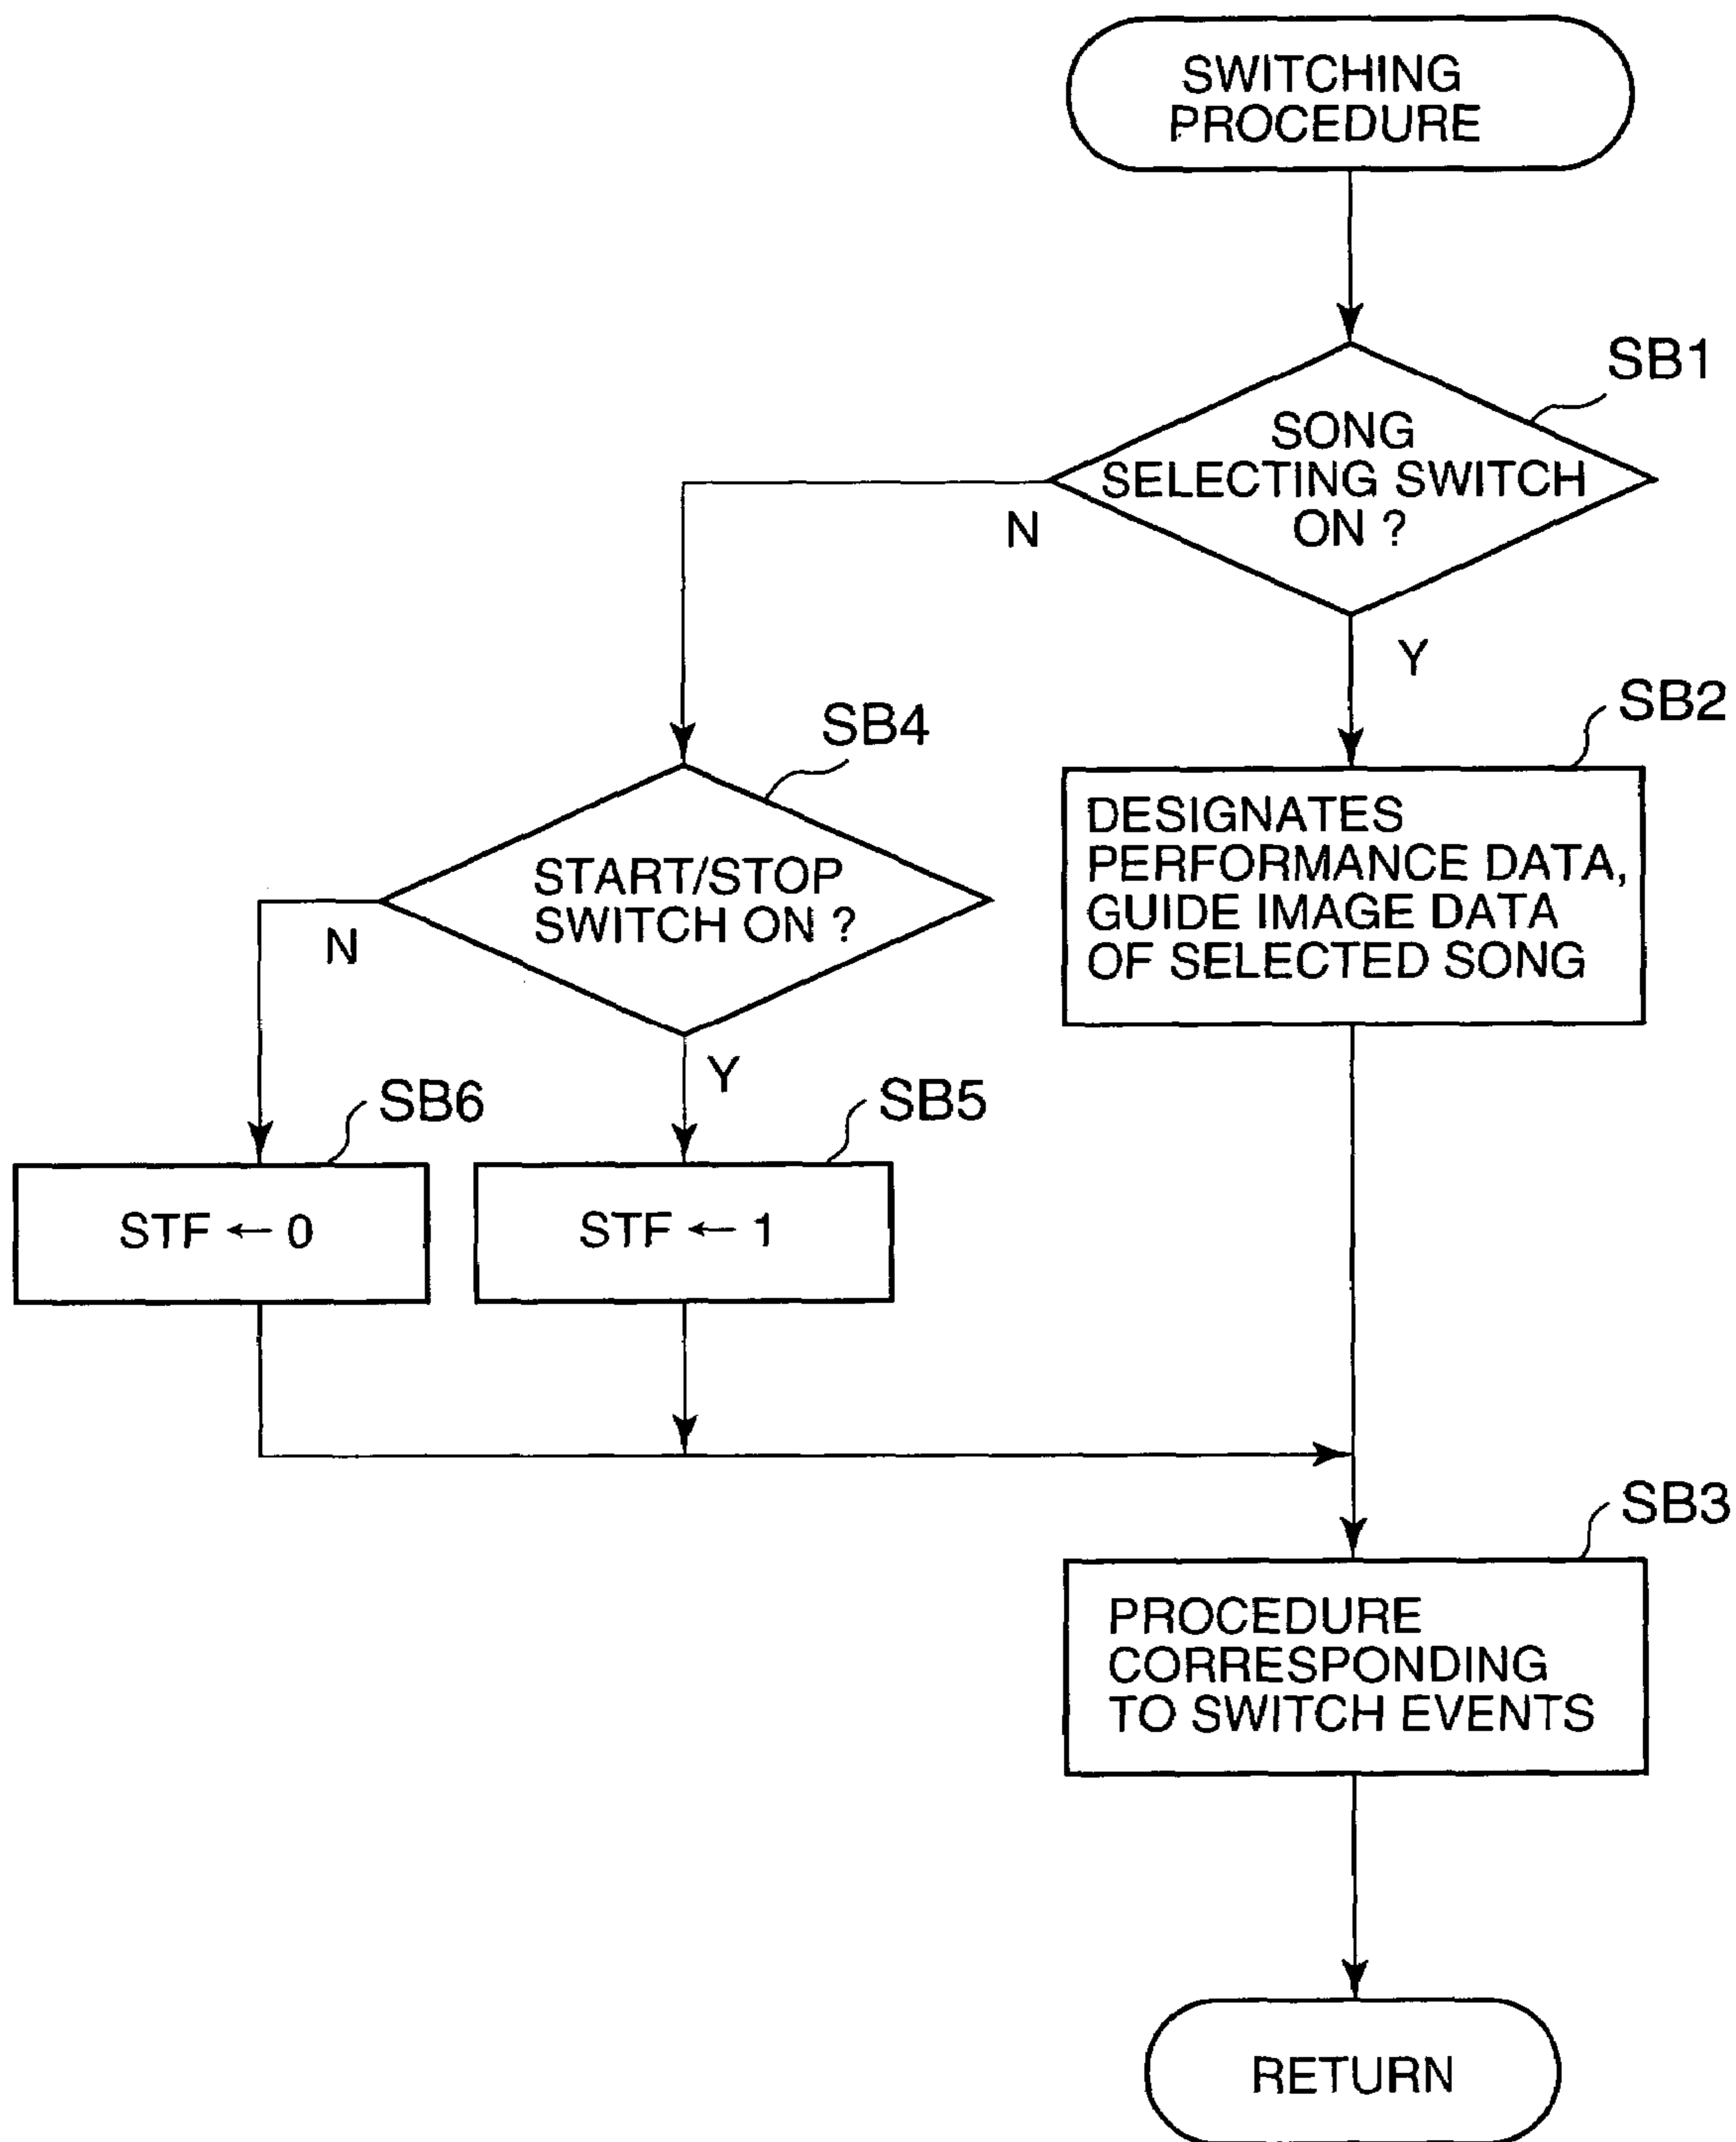 SWITCHING
PROCEDURE
SB1
SONG
SELECTING SWITCH
ON ?
N
Y
SB2
DESIGNATES
PERFORMANCE DATA,
GUIDE IMAGE DATA
OF SELECTED SONG
SB4
START/STOP
SWITCH ON ?
N
Y
SB6
STF ← 0
SB5
STF ← 1
SB3
PROCEDURE
CORRESPONDING
TO SWITCH EVENTS
RETURN